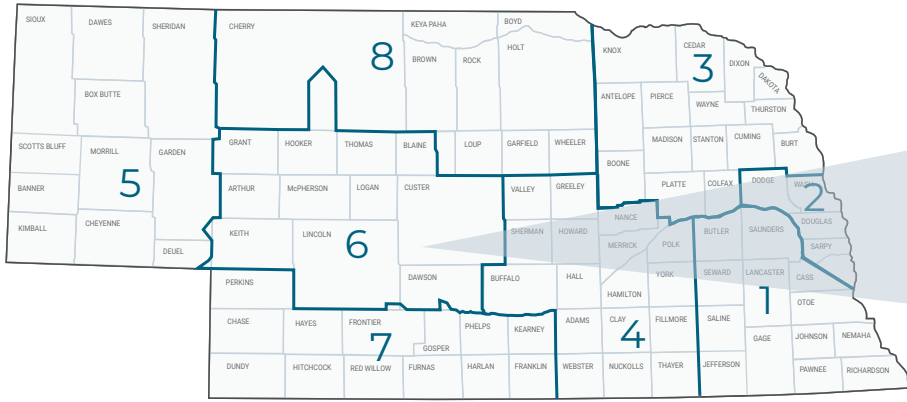 SIOUX
DAWES
SHERIDAN
CHERRY
KEYA PAHA
BOYD
8
BROWN
ROCK
HOLT
KNOX
CEDAR
3
DIXON
DAKOTA
BOX BUTTE
ANTELOPE
PIERCE
WAYNE
THURSTON
SCOTTS BLUFF
MORRILL
GARDEN
GRANT
HOOKER
THOMAS
BLAINE
LOUP
GARFIELD
WHEELER
BOONE
MADISON
STANTON
CUMING
BURT
BANNER
5
ARTHUR
McPHERSON
LOGAN
CUSTER
VALLEY
GREELEY
PLATTE
COLFAX
DODGE
2
KIMBALL
CHEYENNE
DEUEL
KEITH
LINCOLN
6
SHERMAN
HOWARD
NANCE
MERRICK
POLK
BUTLER
SAUNDERS
DOUGLAS
SARPY
PERKINS
DAWSON
BUFFALO
HALL
HAMILTON
YORK
SEWARD
LANCASTER
1
CASS
OTOE
CHASE
HAYES
FRONTIER
7
GOSPER
PHELPS
KEARNEY
ADAMS
CLAY
4
FILLMORE
SALINE
GAGE
JOHNSON
NEMAHA
DUNDY
HITCHCOCK
RED WILLOW
FURNAS
HARLAN
FRANKLIN
WEBSTER
NUCKOLLS
THAYER
JEFFERSON
PAWNEE
RICHARDSON